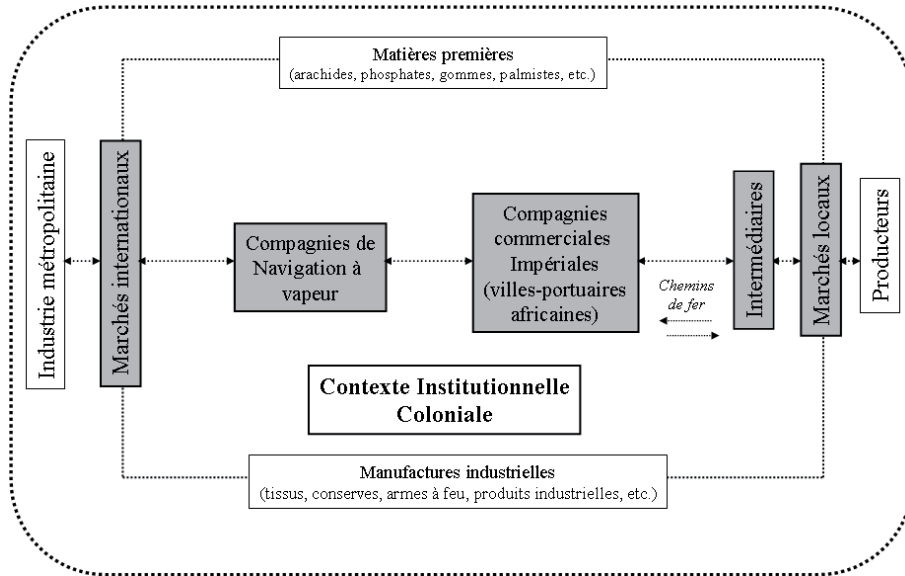 Matières premières
(arachides, phosphates, gommes, palmistes, etc.)
Industrie métropolitaine
Marchés internationaux
Compagnies de
Navigation à
vapeur
Compagnies
commerciales
Impériales
(villes-portuaires
africaines)
Chemins
de fer
Intermédiaires
Marchés locaux
Producteurs
Contexte Institutionnelle
Coloniale
Manufactures industrielles
(tissus, conserves, armes à feu, produits industrielles, etc.)